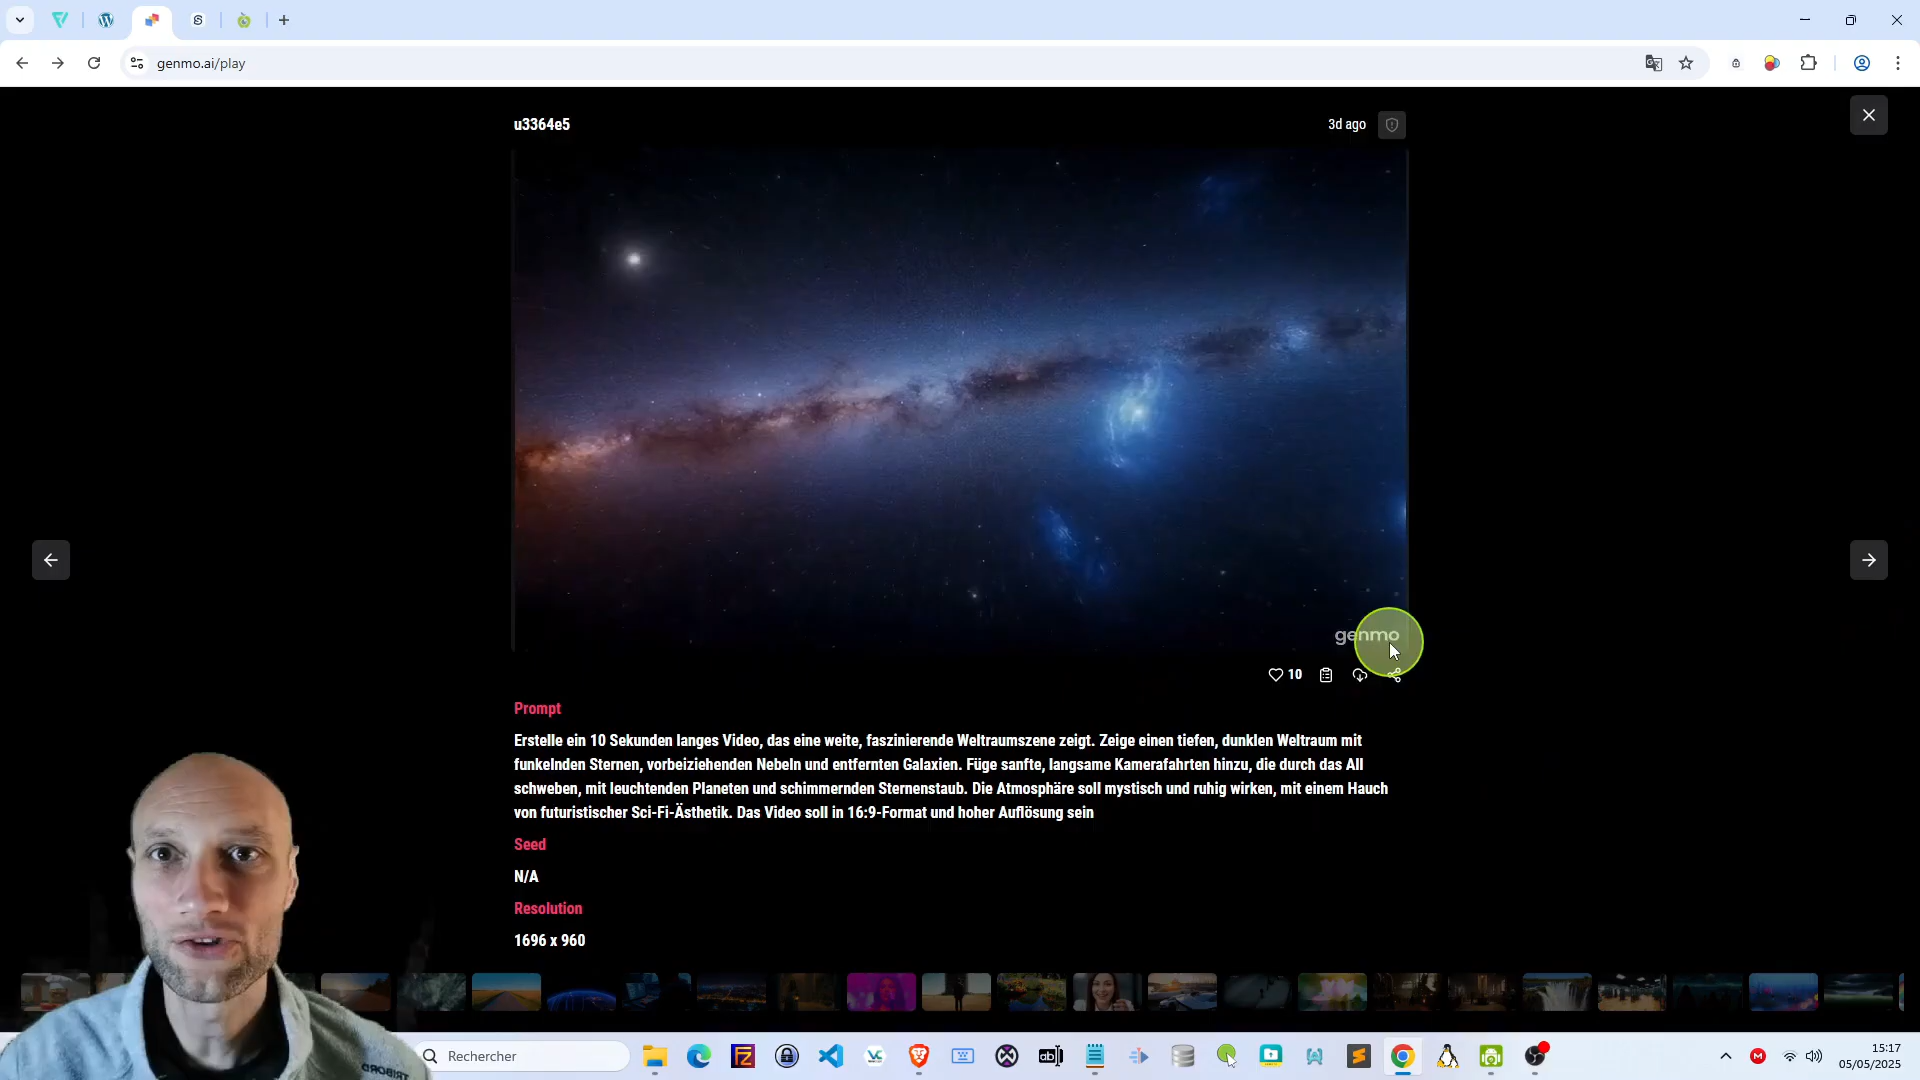 genmo.ai/play
u3364e5
3d ago
genmo
10
Prompt
Erstelle ein 10 Sekunden langes Video, das eine weite, faszinierende Weltraumszene zeigt. Zeige einen tiefen, dunklen Weltraum mit
funkelnden Sternen, vorbeiziehenden Nebeln und entfernten Galaxien. Füge sanfte, langsame Kamerafahrten hinzu, die durch das All
schweben, mit leuchtenden Planeten und schimmernden Sternenstaub. Die Atmosphäre soll mystisch und ruhig wirken, mit einem Hauch
von futuristischer Sci-Fi-Ästhetik. Das Video soll in 16:9-Format und hoher Auflösung sein
Seed
N/A
Resolution
1696 x 960
TRIBORD
Rechercher
15:17
05/05/2025